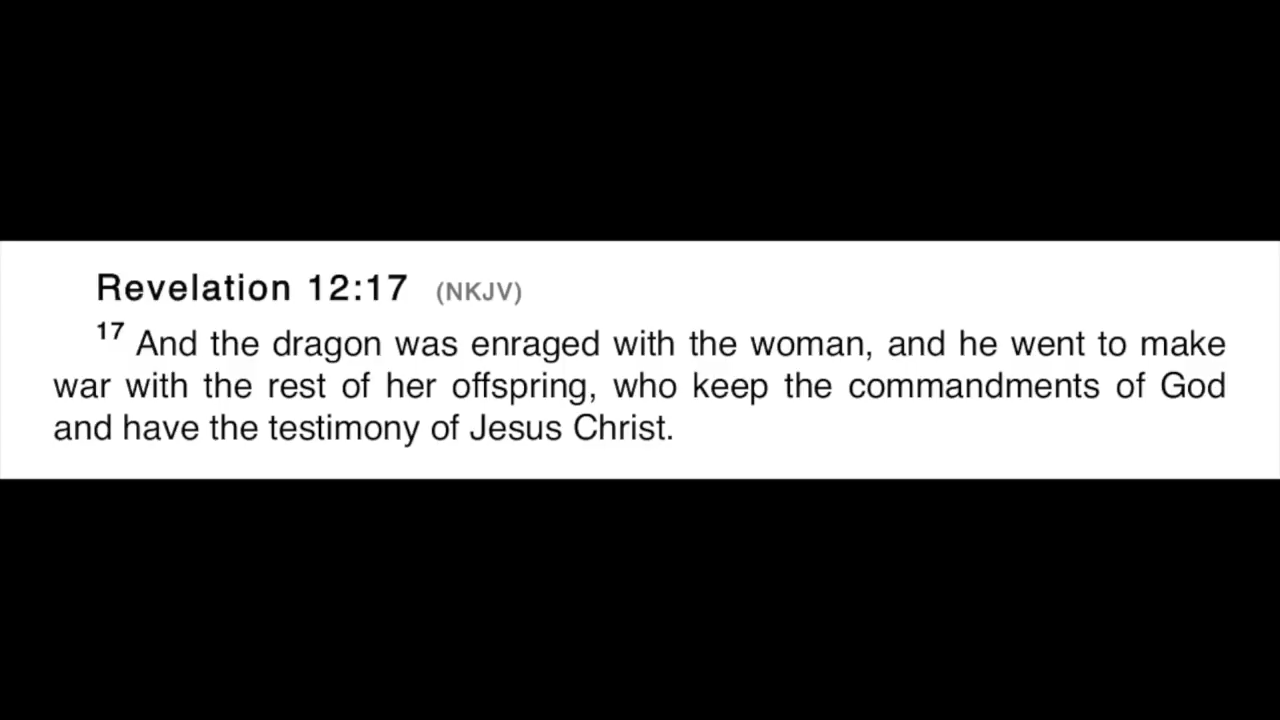 Revelation 12:17 (NKJV)
17 And the dragon was enraged with the woman, and he went to make
war with the rest of her offspring, who keep the commandments of God
and have the testimony of Jesus Christ.